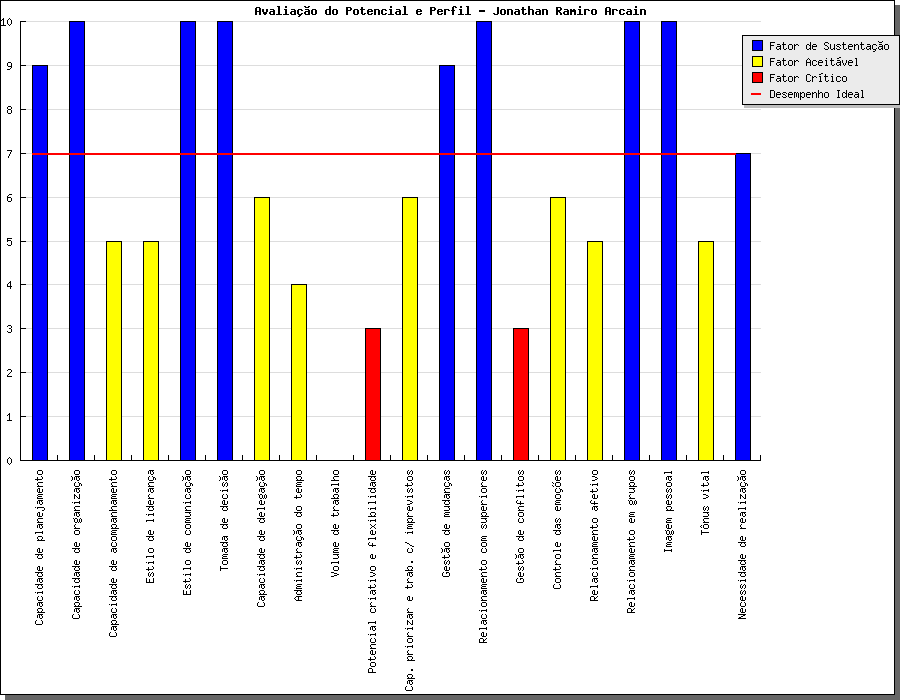 Avaliação do Potencial e Perfil - Jonathan Ramiro Arcain
Fator de Sustentação
Fator Aceitável
Fator Crítico
Desempenho Ideal
10
9
8
7
6
5
4
3
2
1
0
Capacidade de planejamento
Capacidade de organização
Capacidade de acompanhamento
Estilo de liderança
Estilo de comunicação
Tomada de decisão
Capacidade de delegação
Administração do tempo
Volume de trabalho
Potencial criativo e flexibilidade
Cap. priorizar e trab. c/ imprevistos
Gestão de mudanças
Relacionamento com superiores
Gestão de conflitos
Controle das emoções
Relacionamento afetivo
Relacionamento em grupos
Imagem pessoal
Tônus vital
Necessidade de realização